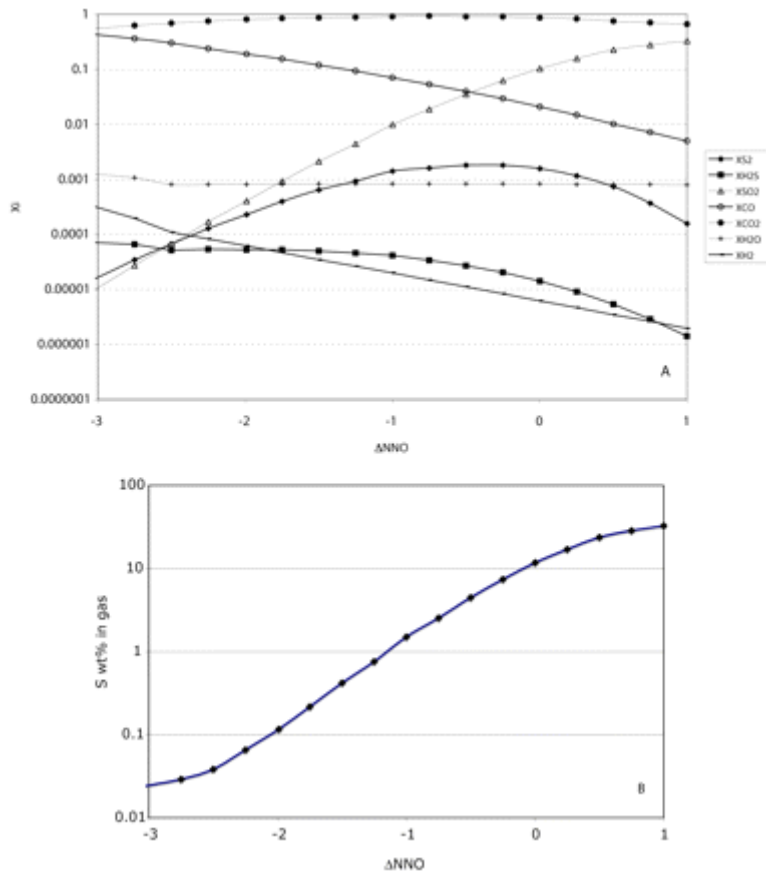 1
0.1
0.01
0.001
0.0001
0.00001
0.000001
0.0000001
Xi
-3
-2
-1
0
1
ΔNNO
A
XS2
XH2S
XSO2
XCO
XCO2
XH2O
XH2
100
10
1
0.1
0.01
S wt% in gas
-3
-2
-1
0
1
ΔNNO
B